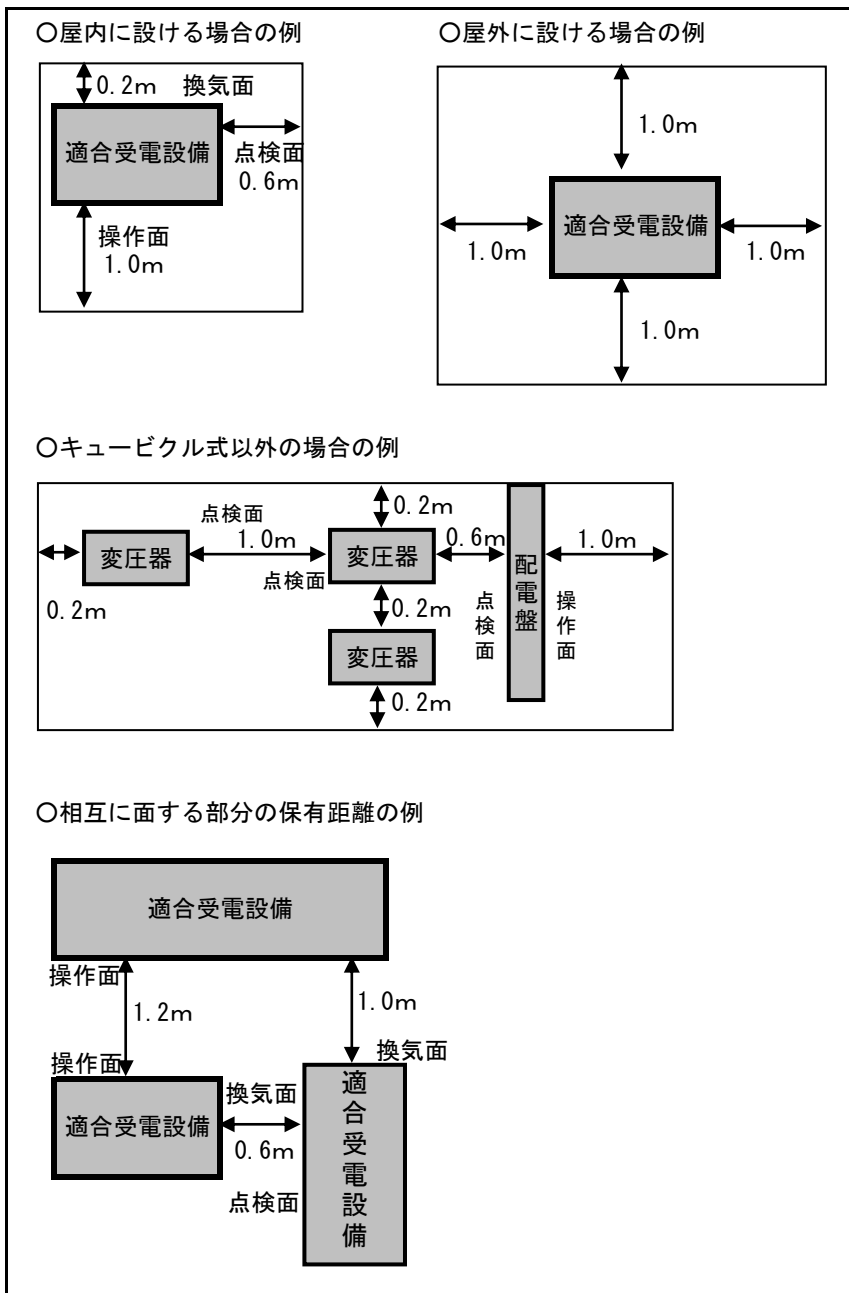 〇屋内に設ける場合の例
0.2m 換気面
適合受電設備
点検面
0.6m
操作面
1.0m
〇屋外に設ける場合の例
1.0m
適合受電設備
1.0m
1.0m
1.0m
〇キュービクル式以外の場合の例
0.2m
変圧器
点検面
1.0m
点検面
0.2m
変圧器
0.2m
変圧器
0.2m
0.6m
点検面
配電盤
操作面
1.0m
〇相互に面する部分の保有距離の例
適合受電設備
操作面
1.2m
1.0m
操作面
換気面
適合受電設備
換気面
0.6m
点検面
適合受電設備